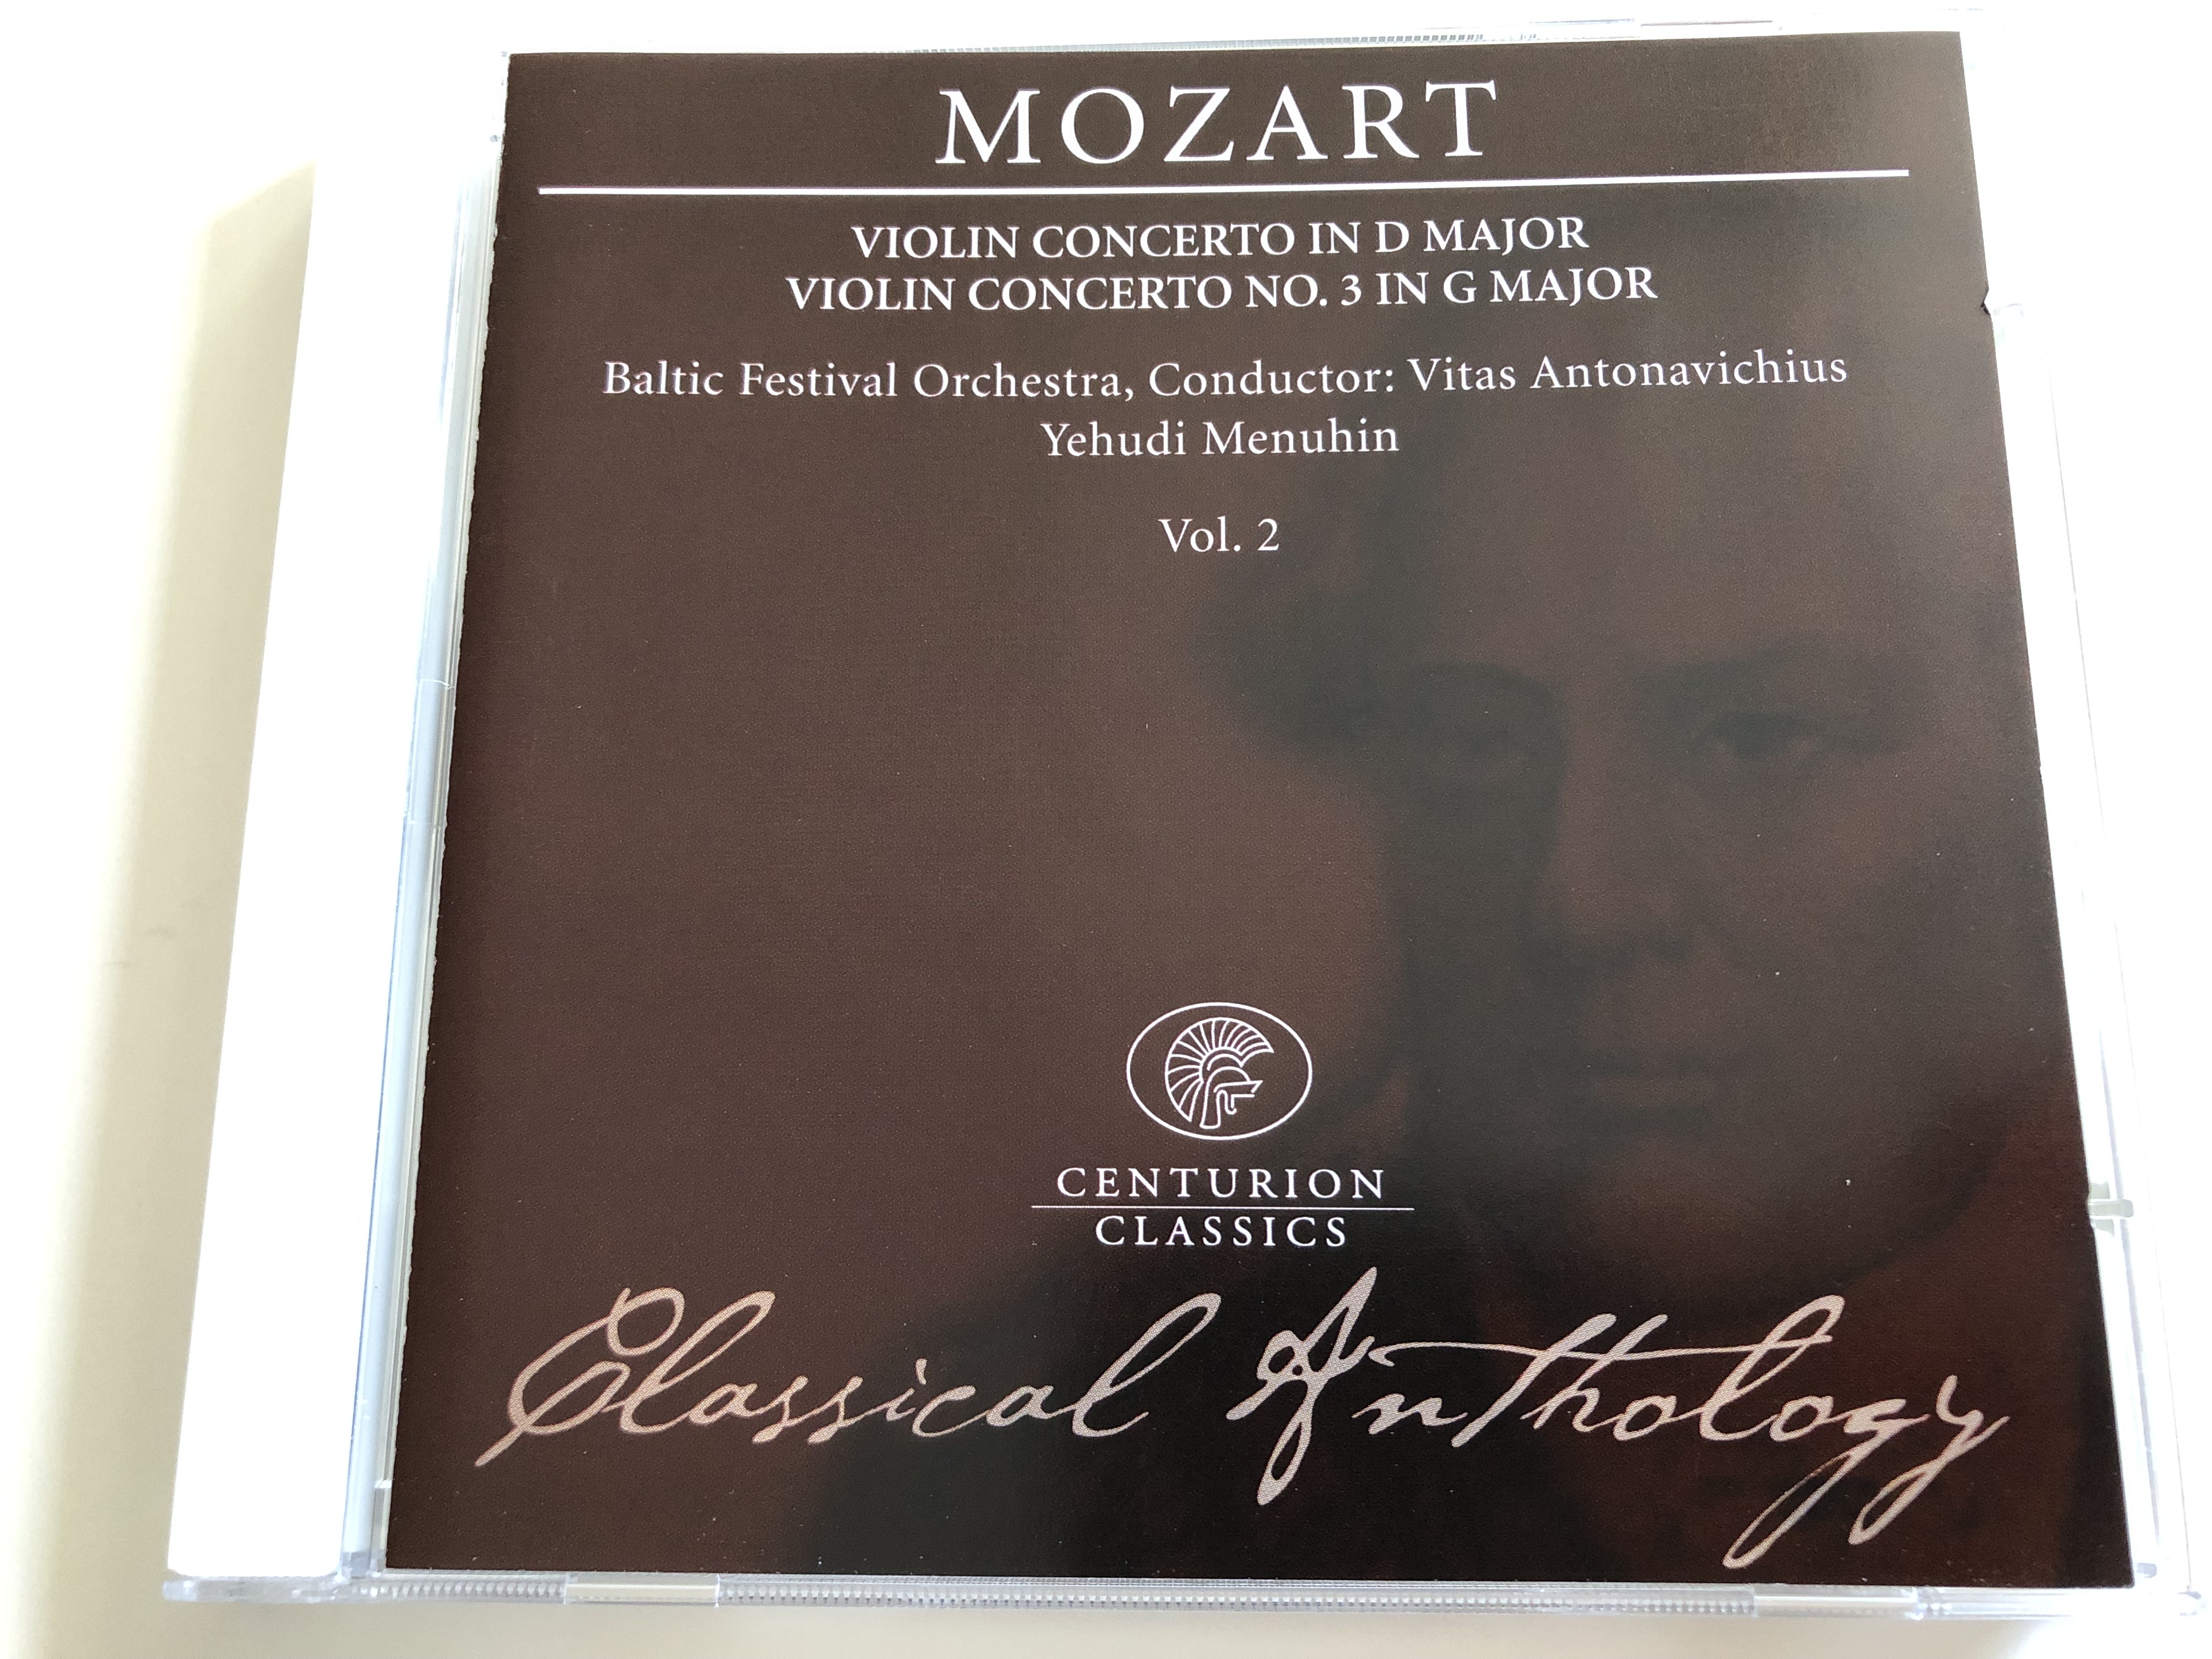 MOZART
VIOLIN CONCERTO IN D MAJOR
VIOLIN CONCERTO NO. 3 IN G MAJOR
Baltic Festival Orchestra, Conductor: Vitas Antonavichius
Yehudi Menuhin
Vol. 2
CENTURION
CLASSICS
Classical Anthology